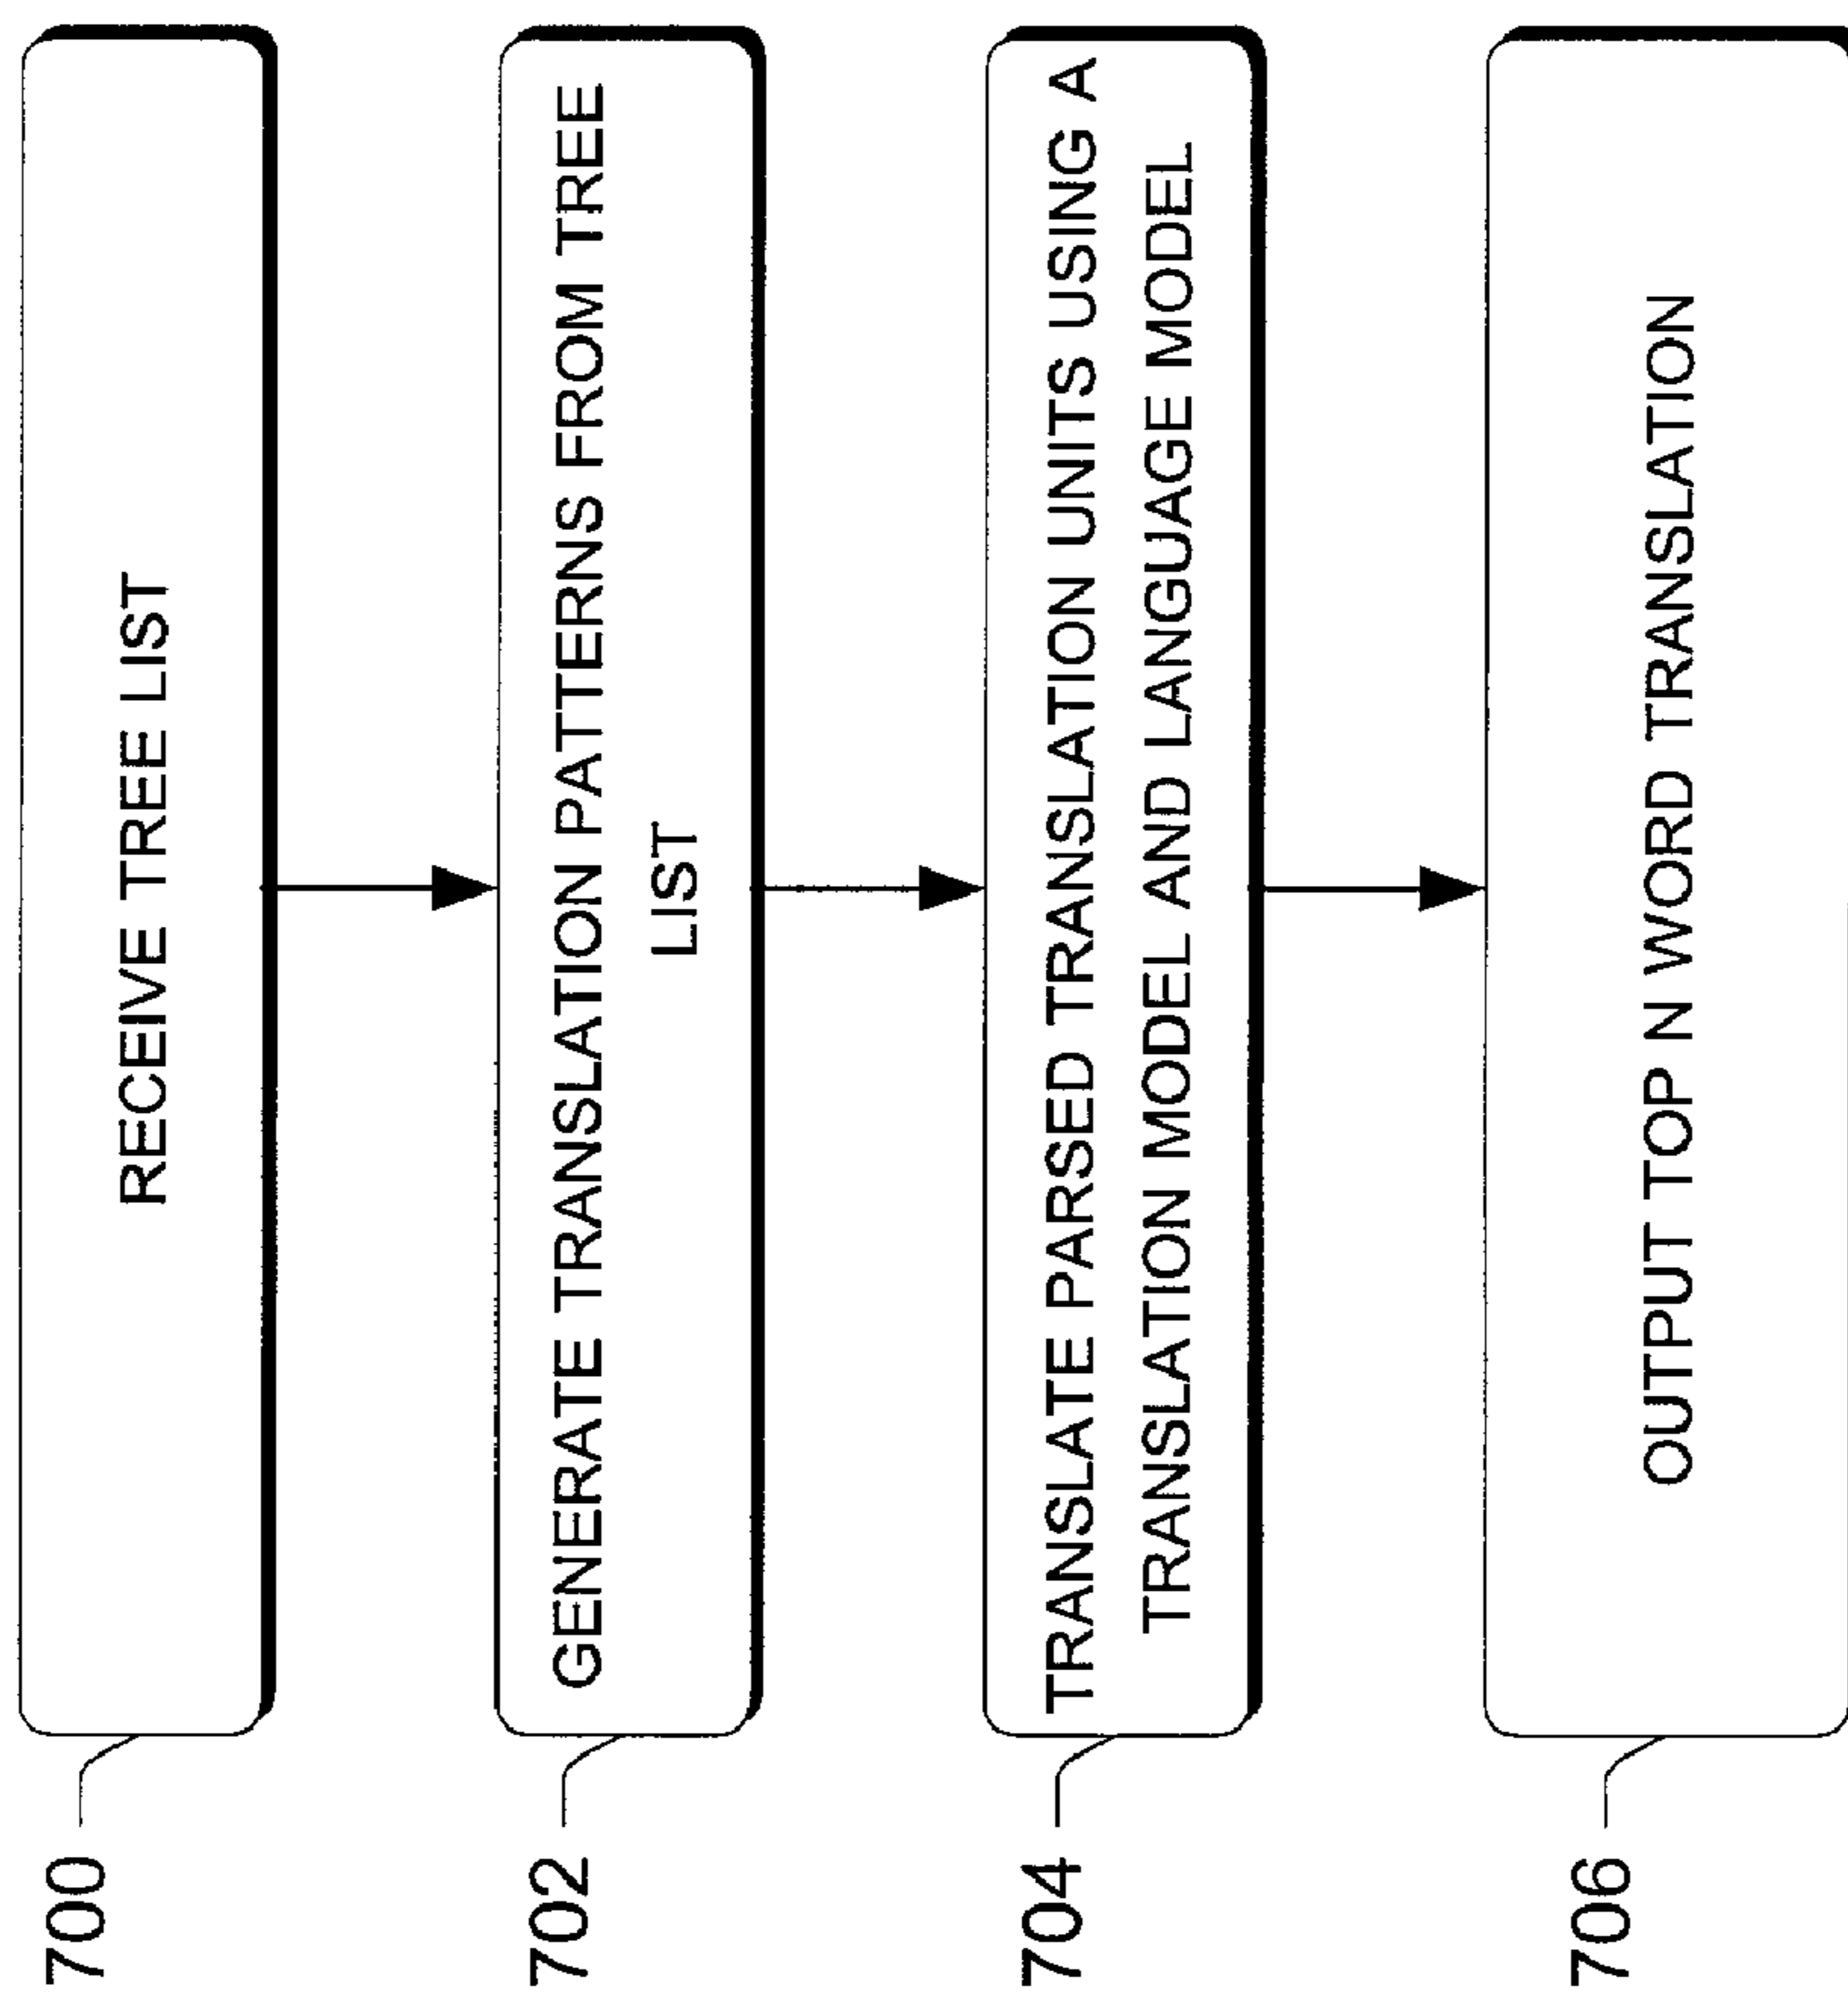 700
RECEIVE TREE LIST
702
GENERATE TRANSLATION PATTERNS FROM TREE
LIST
704
TRANSLATE PARSED TRANSLATION UNITS USING A
TRANSLATION MODEL AND LANGUAGE MODEL
706
OUTPUT TOP N WORD TRANSLATION